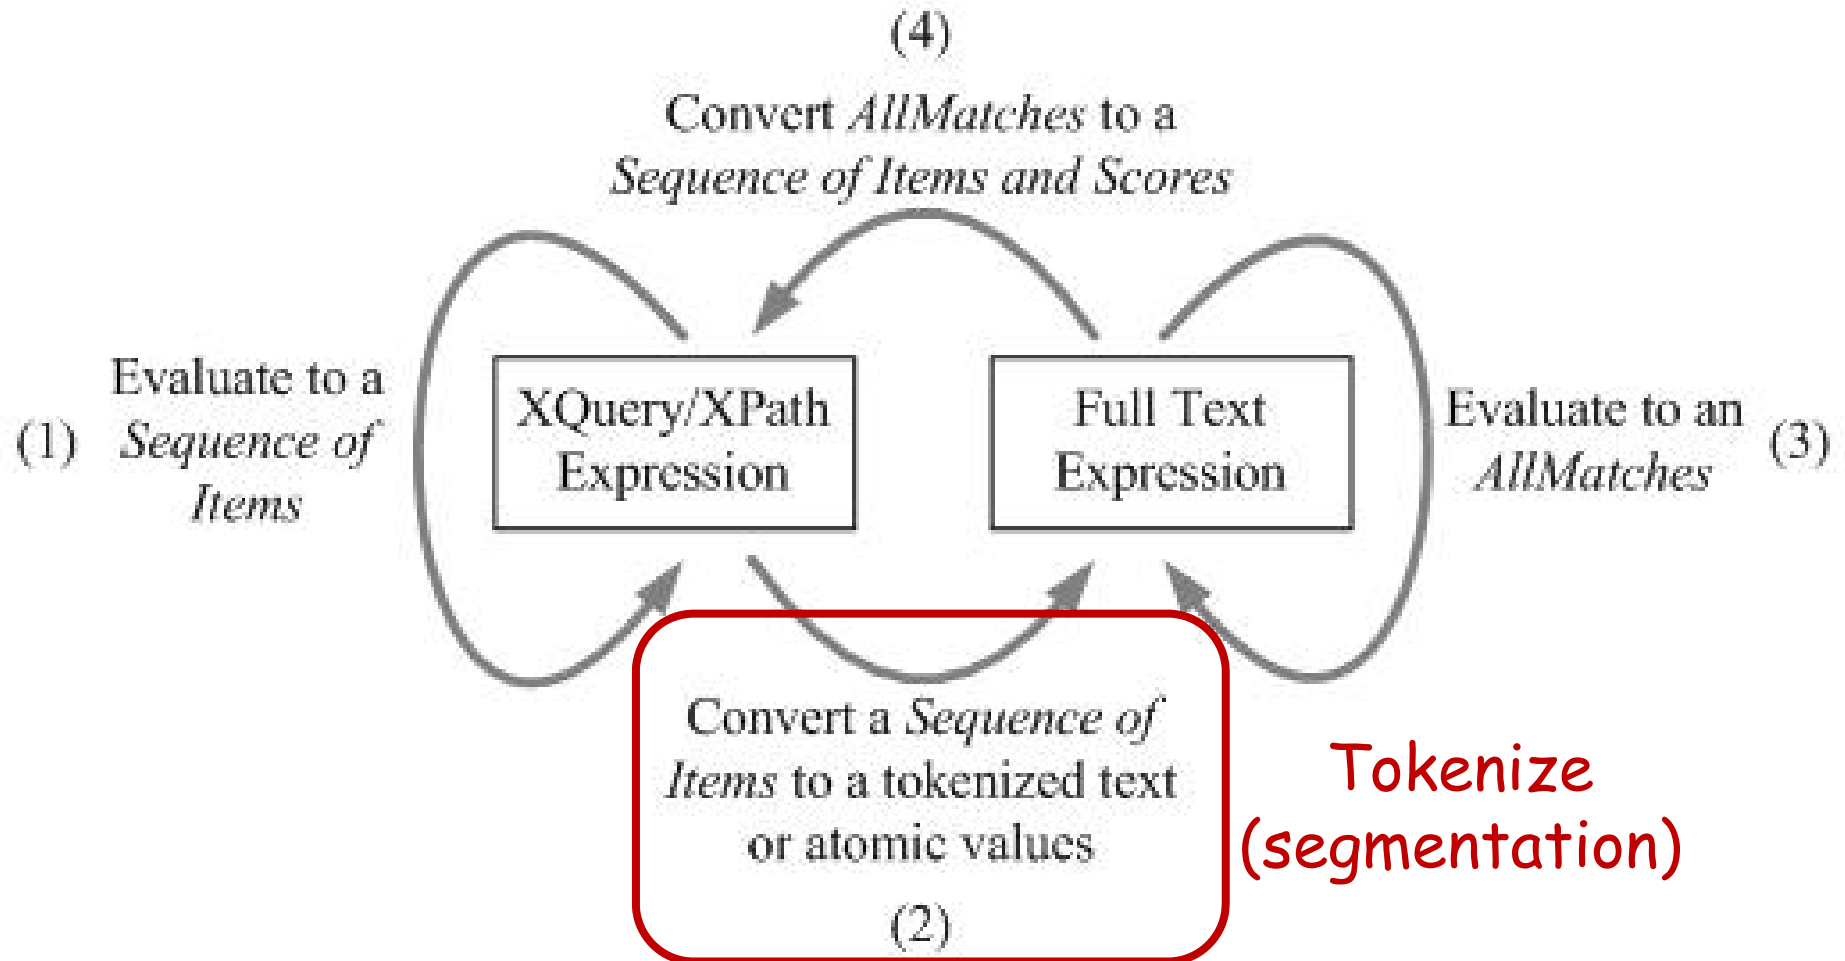 (4)
Convert AllMatches to a
Sequence of Items and Scores
Evaluate to a
(1) Sequence of
Items
XQuery/XPath
Expression
Full Text
Expression
Evaluate to an
AllMatches (3)
Convert a Sequence of
Items to a tokenized text
or atomic values
(2)
Tokenize
(segmentation)